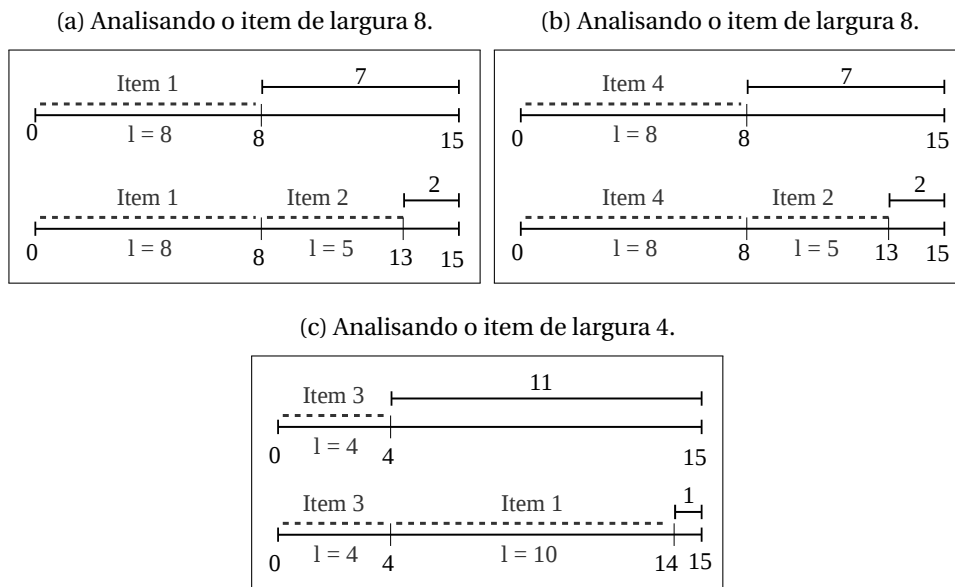 (a) Analisando o item de largura 8.
Item 1
7
0
l = 8
8
15
Item 1
Item 2
2
0
l = 8
8
l = 5
13
15
(b) Analisando o item de largura 8.
Item 4
7
0
l = 8
8
15
Item 4
Item 2
2
0
l = 8
8
l = 5
13
15
(c) Analisando o item de largura 4.
Item 3
11
0
l = 4
4
15
Item 3
Item 1
1
0
l = 4
4
l = 10
14
15